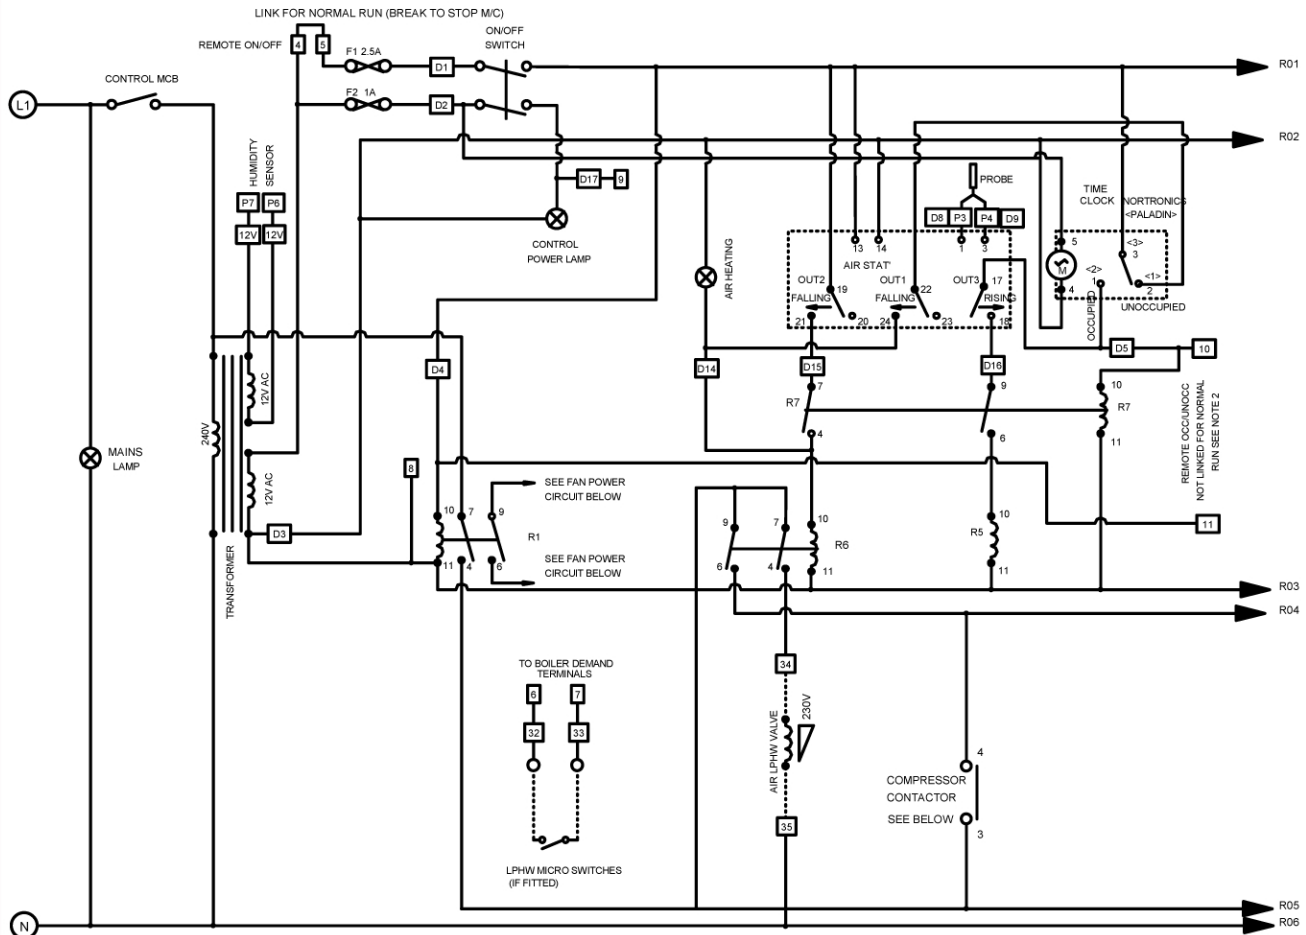 LINK FOR NORMAL RUN (BREAK TO STOP M/C)
REMOTE ON/OFF
4
5
F1 2.5A
D1
ON/OFF
SWITCH
R01
CONTROL MCB
L1
F2 1A
D2
R02
HUMIDITY
SENSOR
P7
P6
12V
12V
D17
9
CONTROL
POWER LAMP
AIR HEATING
PROBE
D8
P3
P4
D9
13
14
1
3
AIR STAT'
OUT2
19
OUT1
22
OUT3
17
FALLING
FALLING
RISING
21
20
24
23
18
TIME
CLOCK
NORTRONICS
<PALADIN>
5
M
4
<3>
3
<2>
1
<1>
2
OCCUPIED
UNOCCUPIED
D4
D14
D15
D16
D5
10
240V
12V AC
12V AC
TRANSFORMER
D3
MAINS
LAMP
8
R7
7
4
9
6
10
R7
11
REMOTE OCC/UNOCC
NOT LINKED FOR NORMAL
RUN SEE NOTE 2
11
SEE FAN POWER
CIRCUIT BELOW
10
7
9
R1
11
4
6
SEE FAN POWER
CIRCUIT BELOW
9
7
10
R6
6
4
11
10
R5
11
R03
R04
TO BOILER DEMAND
TERMINALS
6
7
32
33
LPHW MICRO SWITCHES
(IF FITTED)
34
AIR LPHW VALVE
230V
35
4
COMPRESSOR
CONTACTOR
SEE BELOW
3
R05
N
R06